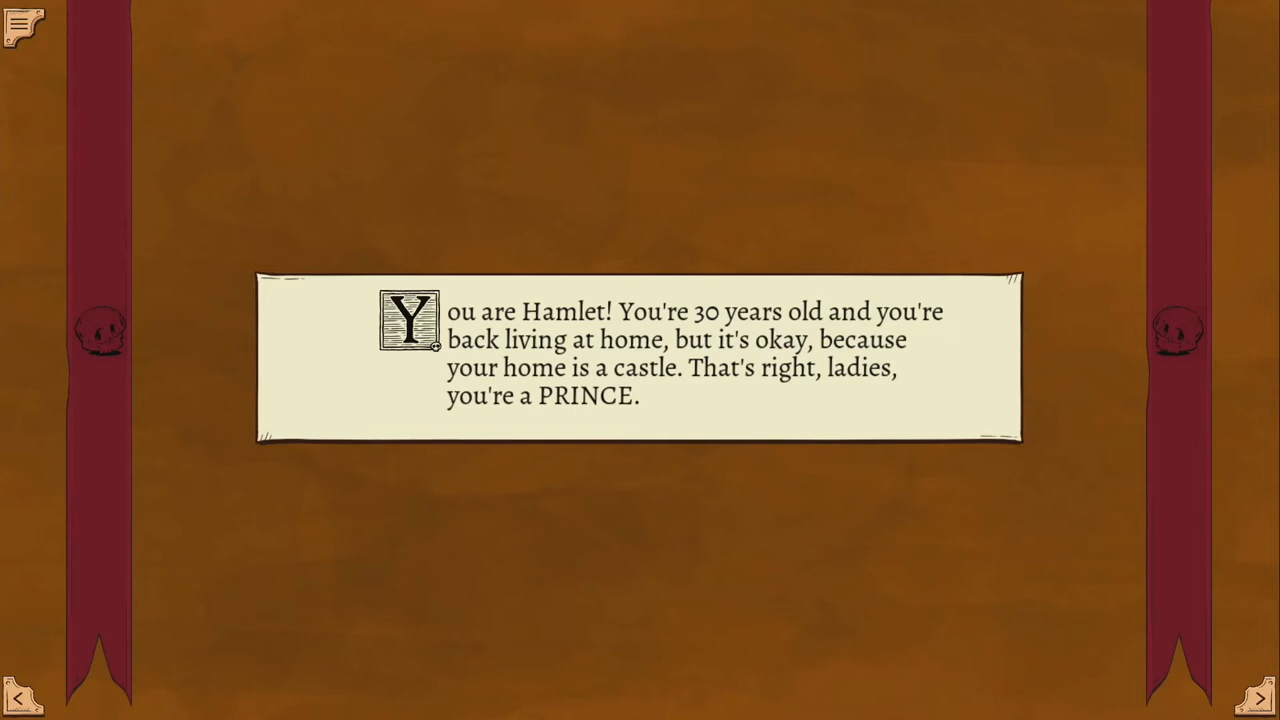 You are Hamlet! You're 30 years old and you're
back living at home, but it's okay, because
your home is a castle. That's right, ladies,
you're a PRINCE.